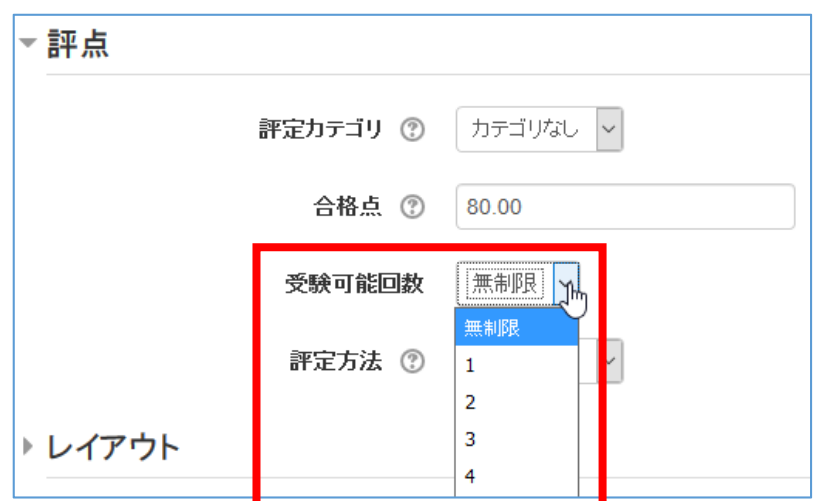 評点
評定カテゴリ カテゴリなし
合格点 80.00
受験可能回数 無制限
無制限
評定方法
1
2
3
4
レイアウト